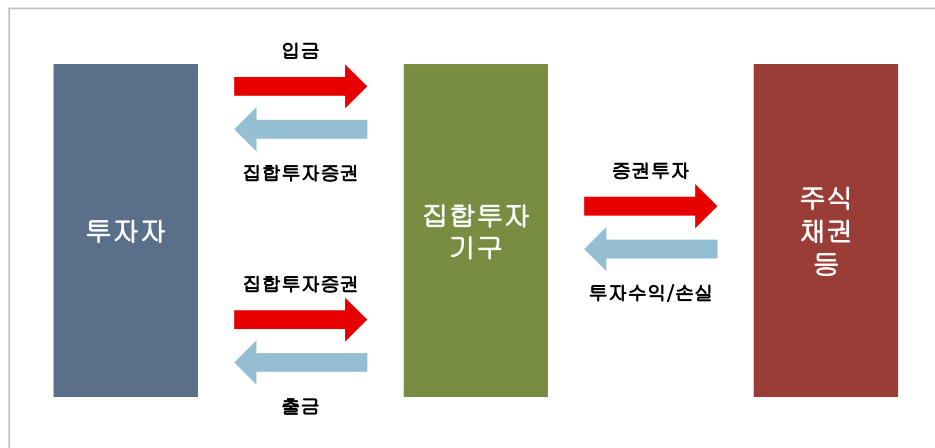 입금
집합투자증권
투자자
집합투자증권
출금
집합투자
기구
증권투자
투자수익/손실
주식
채권
등